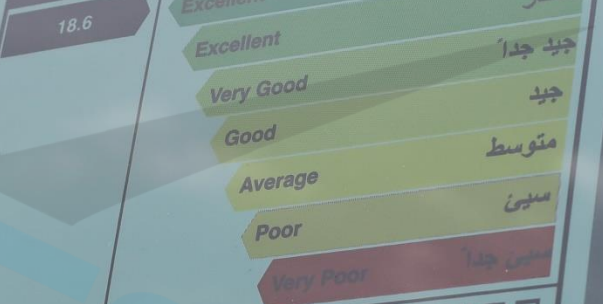 18.6
Excellent
Very Good جيد جداً
Good جيد
Average متوسط
Poor سيئ
Very Poor سيئ جداً